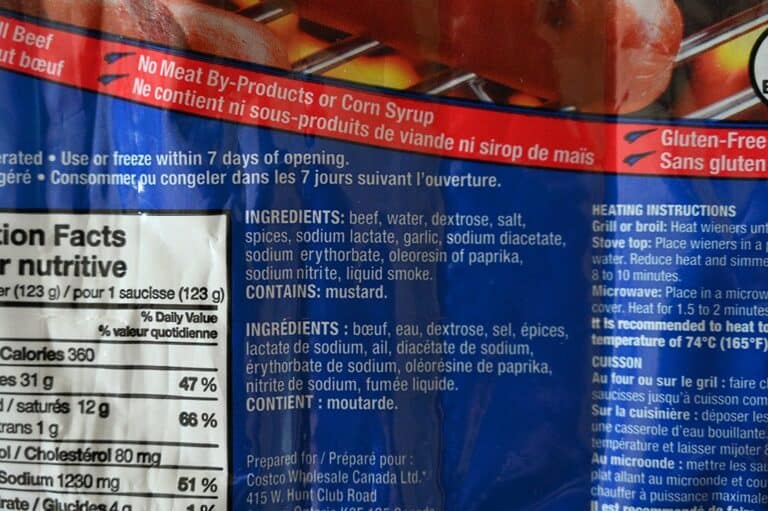 ll Beef
ut bœuf
No Meat By-Products or Corn Syrup
Ne contient ni sous-produits de viande ni sirop de maïs
Gluten-Free
Sans gluten
erated • Use or freeze within 7 days of opening.
géré • Consommer ou congeler dans les 7 jours suivant l'ouverture.
tion Facts
r nutritive
er (123 g) / pour 1 saucisse (123 g)
% Daily Value
% valeur quotidienne
Calories 360
es 31 g 47 %
d / saturés 12 g
66 %
trans 1 g
ol / Cholestérol 80 mg
Sodium 1230 mg 51 %
rate / Glucides 4 g 1 %
INGREDIENTS: beef, water, dextrose, salt,
spices, sodium lactate, garlic, sodium diacetate,
sodium erythorbate, oleoresin of paprika,
sodium nitrite, liquid smoke.
CONTAINS: mustard.
INGRÉDIENTS : bœuf, eau, dextrose, sel, épices,
lactate de sodium, ail, diacétate de sodium,
érythorbate de sodium, oléorésine de paprika,
nitrite de sodium, fumée liquide.
CONTIENT : moutarde.
Prepared for / Préparé pour :
Costco Wholesale Canada Ltd.*
415 W. Hunt Club Road
HEATING INSTRUCTIONS
Grill or broil: Heat wieners unt
Stove top: Place wieners in a p
water. Reduce heat and simme
8 to 10 minutes.
Microwave: Place in a microw
cover. Heat for 1.5 to 2 minutes
It is recommended to heat to
temperature of 74°C (165°F)
CUISSON
Au four ou sur le gril : faire c
saucisses jusqu'à cuisson com
Sur la cuisinière : déposer les
une casserole d'eau bouillante.
température et laisser mijoter 8
Au microonde : mettre les sau
plat allant au microonde et cou
chauffer à puissance maximale
Il est recommandé de faire